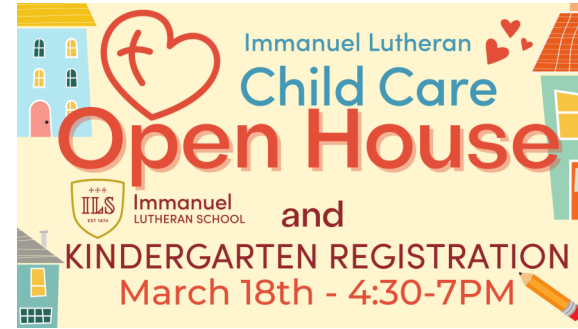 Immanuel Lutheran
Child Care
Open House
ILS
EST 1874
Immanuel
LUTHERAN SCHOOL
and
KINDERGARTEN REGISTRATION
March 18th - 4:30-7PM